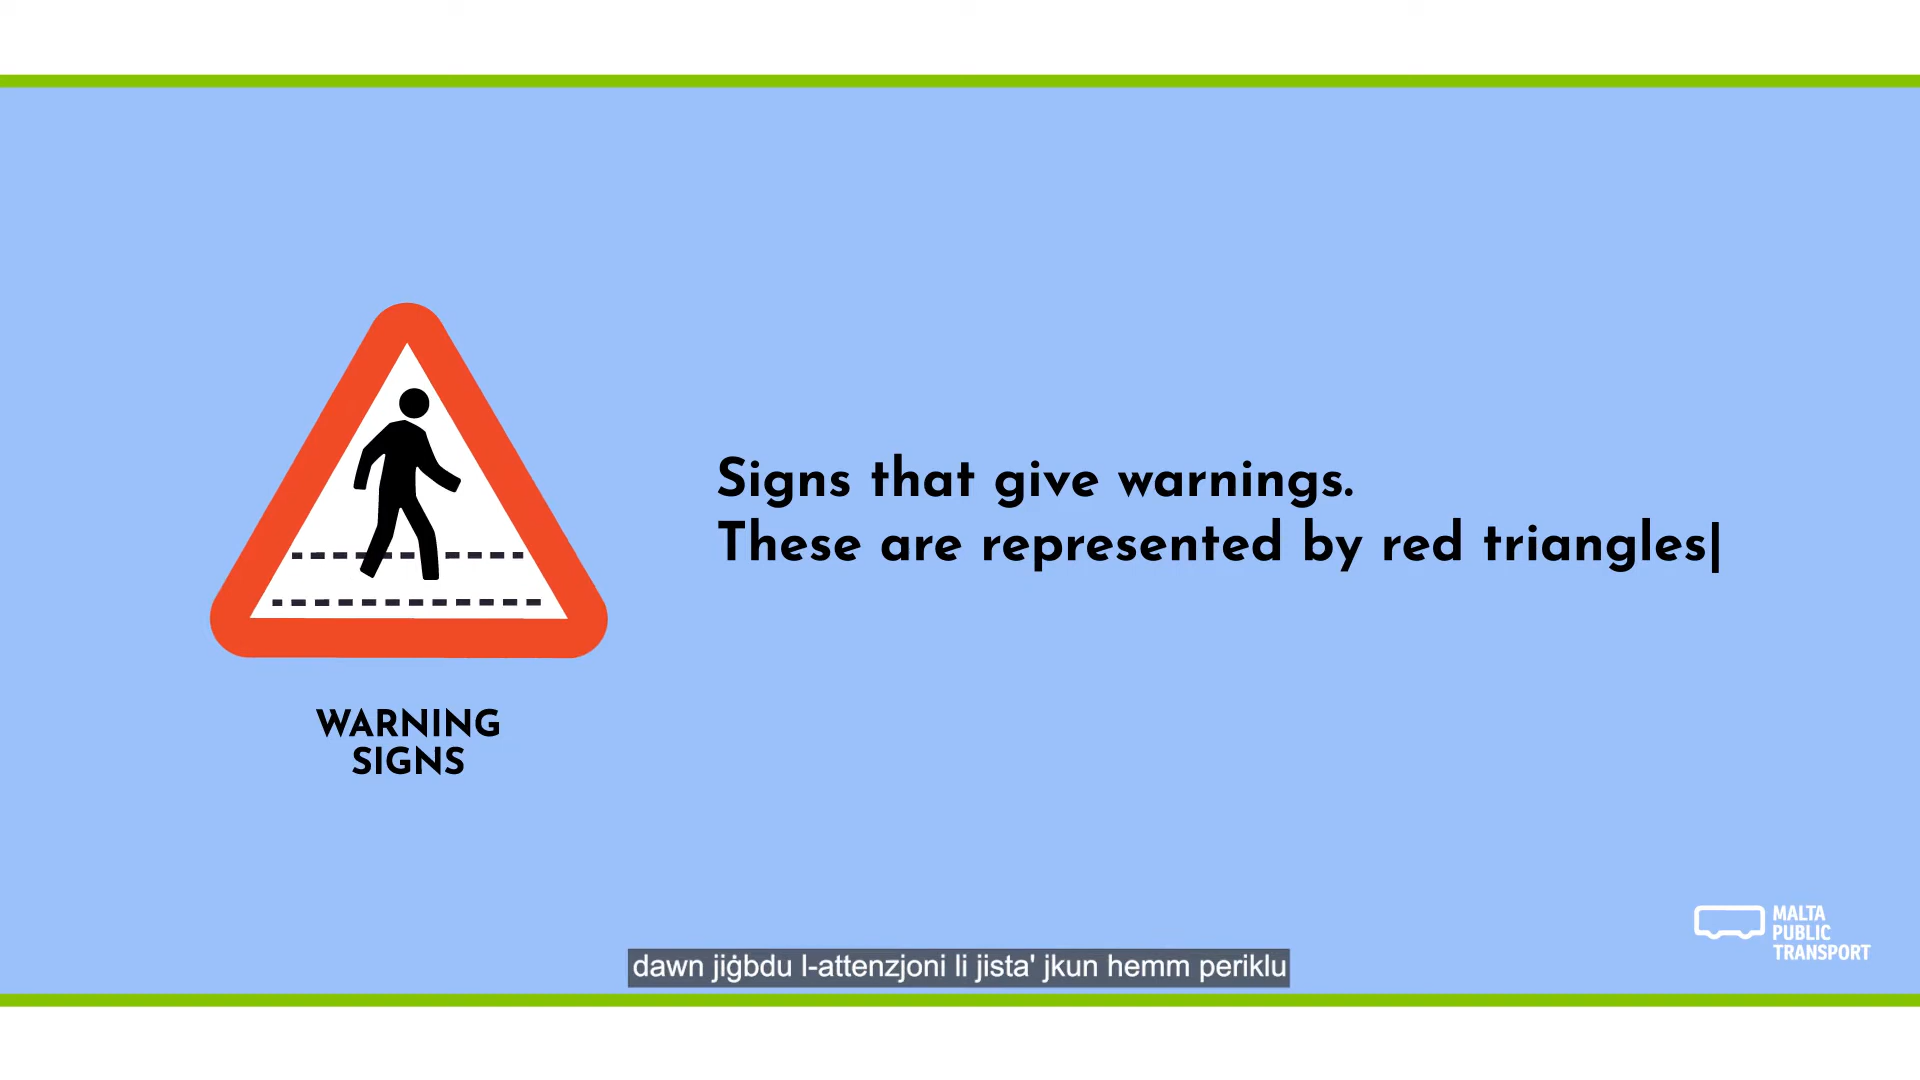 Signs that give warnings.
These are represented by red triangles|
WARNING
SIGNS
MALTA
PUBLIC
TRANSPORT
dawn jiġbdu l-attenzjoni li jista' jkun hemm periklu